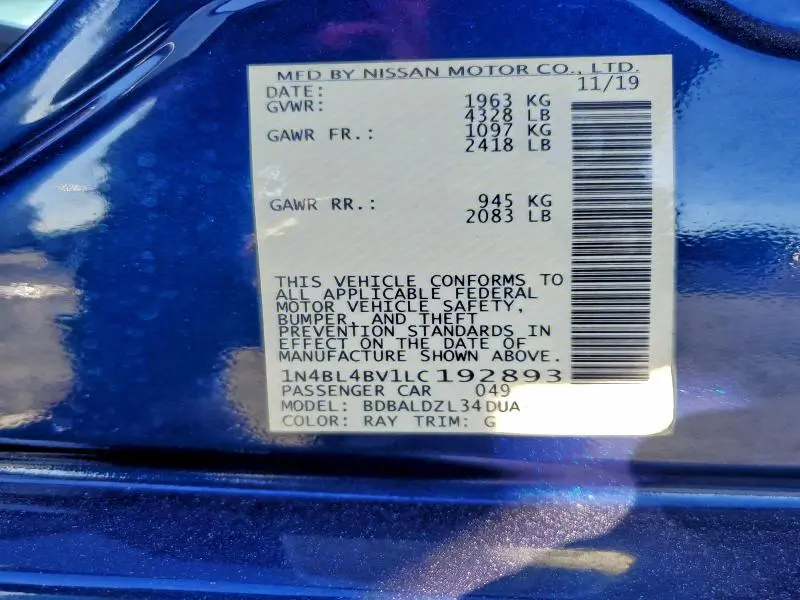 MFD BY NISSAN MOTOR CO., LTD.
DATE: 11/19
GVWR: 1963 KG
4328 LB
GAWR FR.: 1097 KG
2418 LB
GAWR RR.: 945 KG
2083 LB
THIS VEHICLE CONFORMS TO
ALL APPLICABLE FEDERAL
MOTOR VEHICLE SAFETY,
BUMPER, AND THEFT
PREVENTION STANDARDS IN
EFFECT ON THE DATE OF
MANUFACTURE SHOWN ABOVE.
1N4BL4BV1LC192893
PASSENGER CAR 049
MODEL: BDBALDZL34DUA
COLOR: RAY TRIM: G